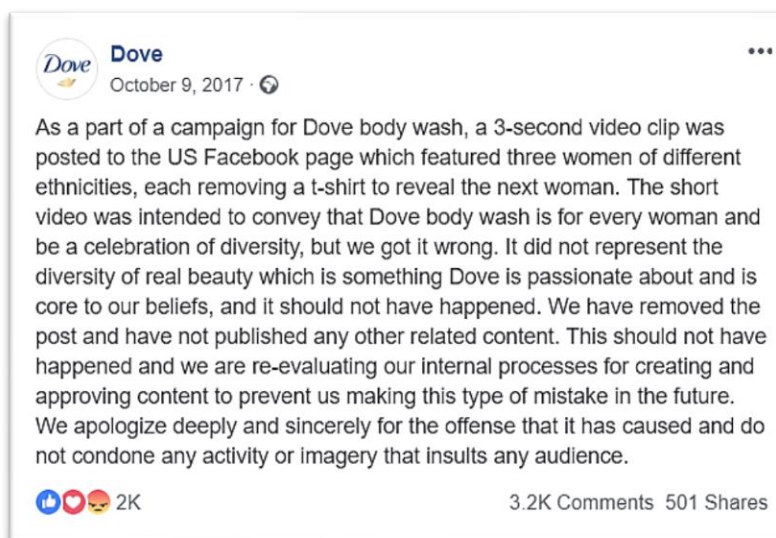 Dove
Dove
October 9, 2017 ·
As a part of a campaign for Dove body wash, a 3-second video clip was
posted to the US Facebook page which featured three women of different
ethnicities, each removing a t-shirt to reveal the next woman. The short
video was intended to convey that Dove body wash is for every woman and
be a celebration of diversity, but we got it wrong. It did not represent the
diversity of real beauty which is something Dove is passionate about and is
core to our beliefs, and it should not have happened. We have removed the
post and have not published any other related content. This should not have
happened and we are re-evaluating our internal processes for creating and
approving content to prevent us making this type of mistake in the future.
We apologize deeply and sincerely for the offense that it has caused and do
not condone any activity or imagery that insults any audience.
2K 3.2K Comments 501 Shares